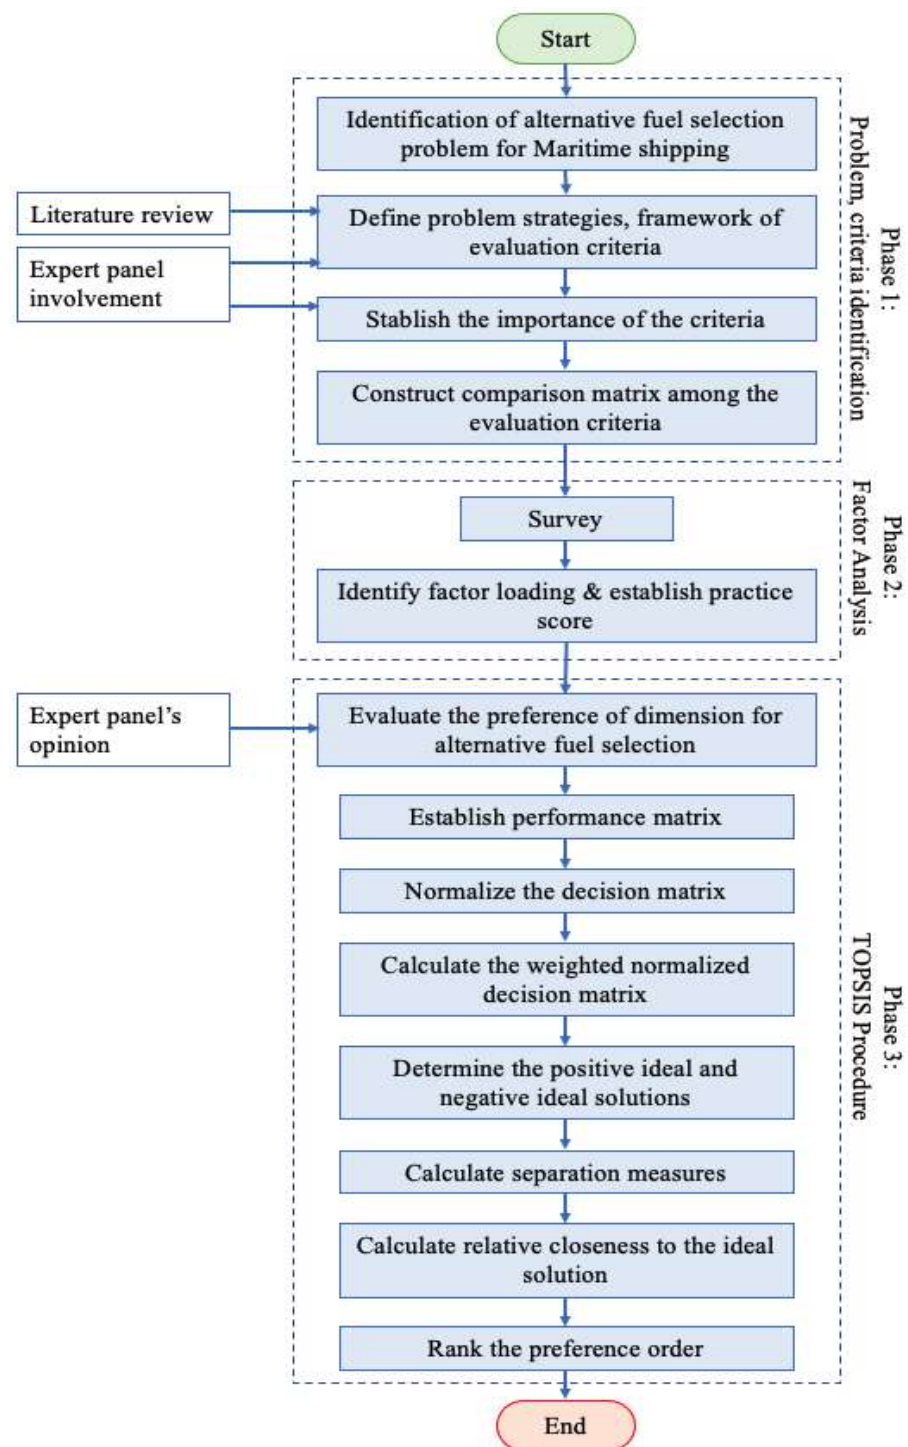 Start
Identification of alternative fuel selection
problem for Maritime shipping
Phase 1:
Problem, criteria identification
Literature review
Define problem strategies, framework of
evaluation criteria
Expert panel
involvement
Stablish the importance of the criteria
Construct comparison matrix among the
evaluation criteria
Phase 2:
Factor Analysis
Survey
Identify factor loading & establish practice
score
Expert panel’s
opinion
Evaluate the preference of dimension for
alternative fuel selection
Phase 3:
TOPSIS Procedure
Establish performance matrix
Normalize the decision matrix
Calculate the weighted normalized
decision matrix
Determine the positive ideal and
negative ideal solutions
Calculate separation measures
Calculate relative closeness to the ideal
solution
Rank the preference order
End